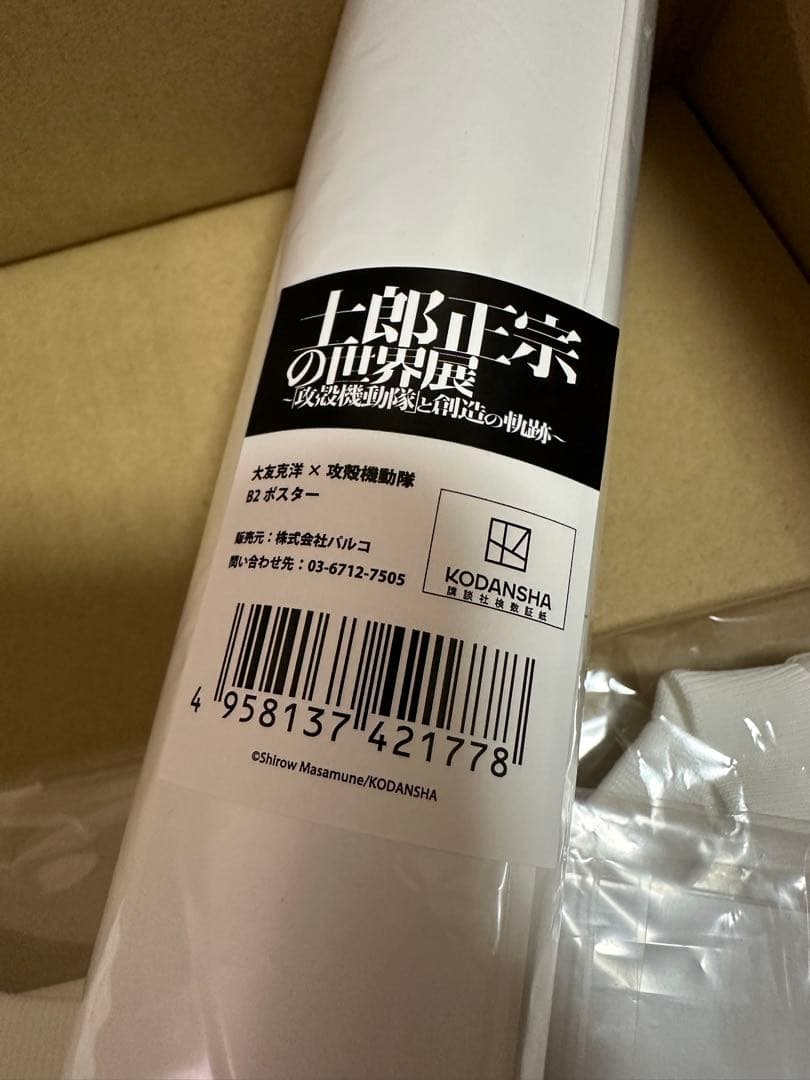 士郎正宗
の世界展
~「攻殻機動隊」と創造の軌跡~
大友克洋 × 攻殻機動隊
B2 ポスター
販売元：株式会社パルコ
問い合わせ先：03-6712-7505
KODANSHA
講談社検数証紙
4 958137 421778
©Shirow Masamune/KODANSHA